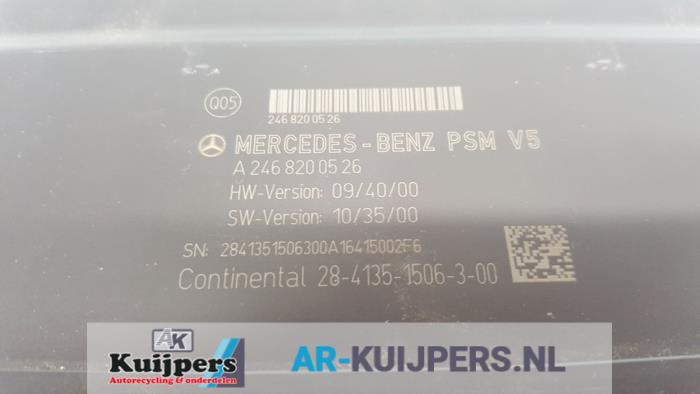 Q05
246 820 05 26
MERCEDES-BENZ PSM V5
A 246 820 05 26
HW-Version: 09/40/00
SW-Version: 10/35/00
SN: 2841351506300A16415002F6
Continental 28-4135-1506-3-00
AK
Kuijpers
Autorecycling & onderdelen
AR-KUIJPERS.NL